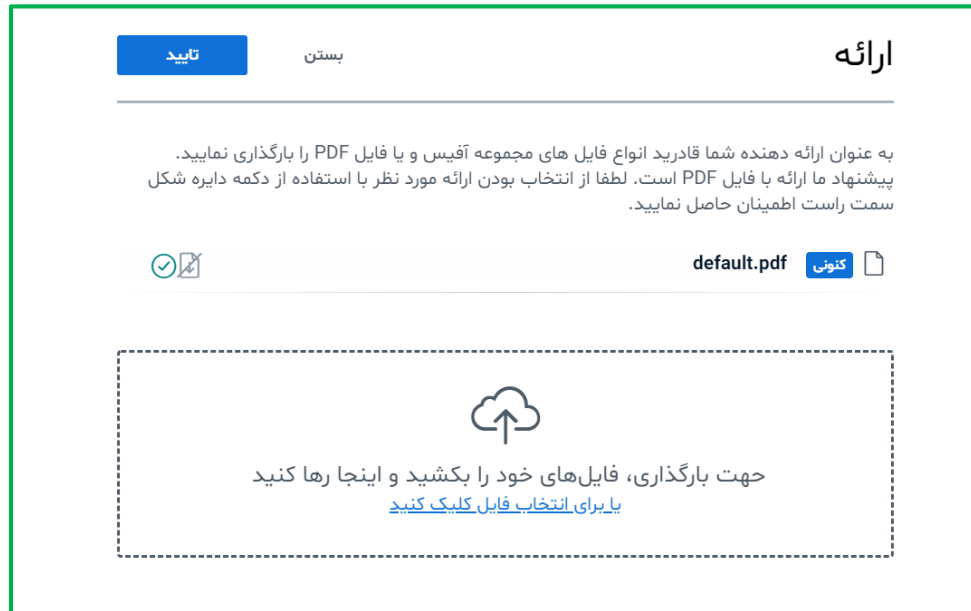 ارائه
بستن
تایید
به عنوان ارائه دهنده شما قادرید انواع فایل های مجموعه آفیس و یا فایل PDF را بارگذاری نمایید.
پیشنهاد ما ارائه با فایل PDF است. لطفا از انتخاب بودن ارائه مورد نظر با استفاده از دکمه دایره شکل
سمت راست اطمینان حاصل نمایید.
کنونی default.pdf
حهت بارگذاری، فایل‌های خود را بکشید و اینجا رها کنید
یا برای انتخاب فایل کلیک کنید